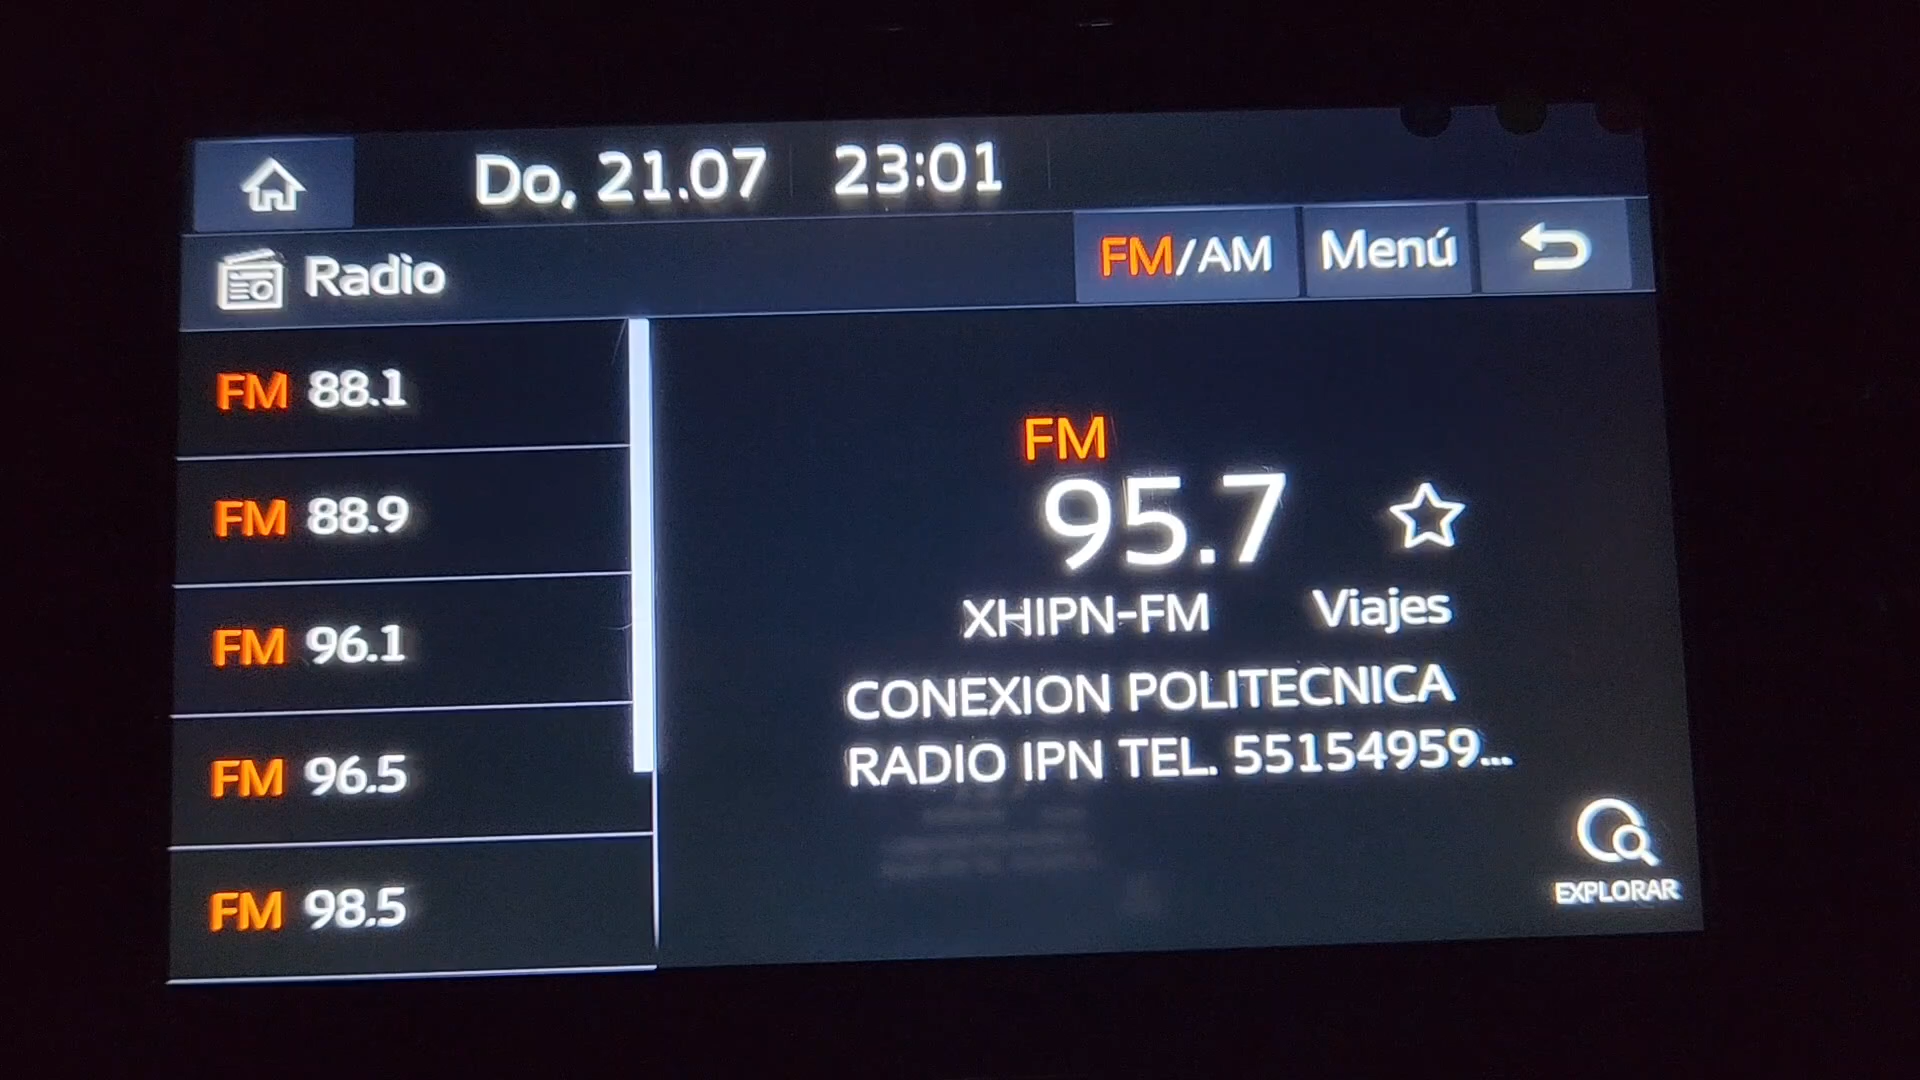 Do, 21.07 23:01
Radio FM/AM Menú
FM 88.1
FM 88.9
FM 96.1
FM 96.5
FM 98.5
FM
95.7
XHIPN-FM Viajes
CONEXION POLITECNICA
RADIO IPN TEL. 55154959...
EXPLORAR